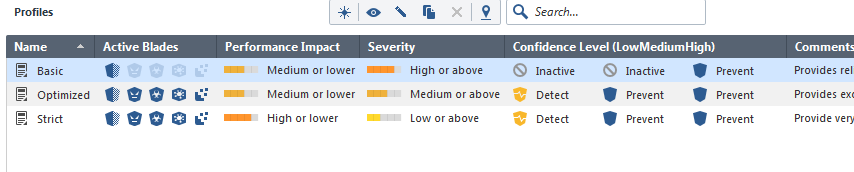 Profiles
Search...
Name Active Blades Performance Impact Severity Confidence Level (LowMediumHigh) Comments
Basic Medium or lower High or above Inactive Inactive Prevent Provides rel
Optimized Medium or lower Medium or above Detect Prevent Prevent Provides exc
Strict High or lower Low or above Detect Prevent Prevent Provide very